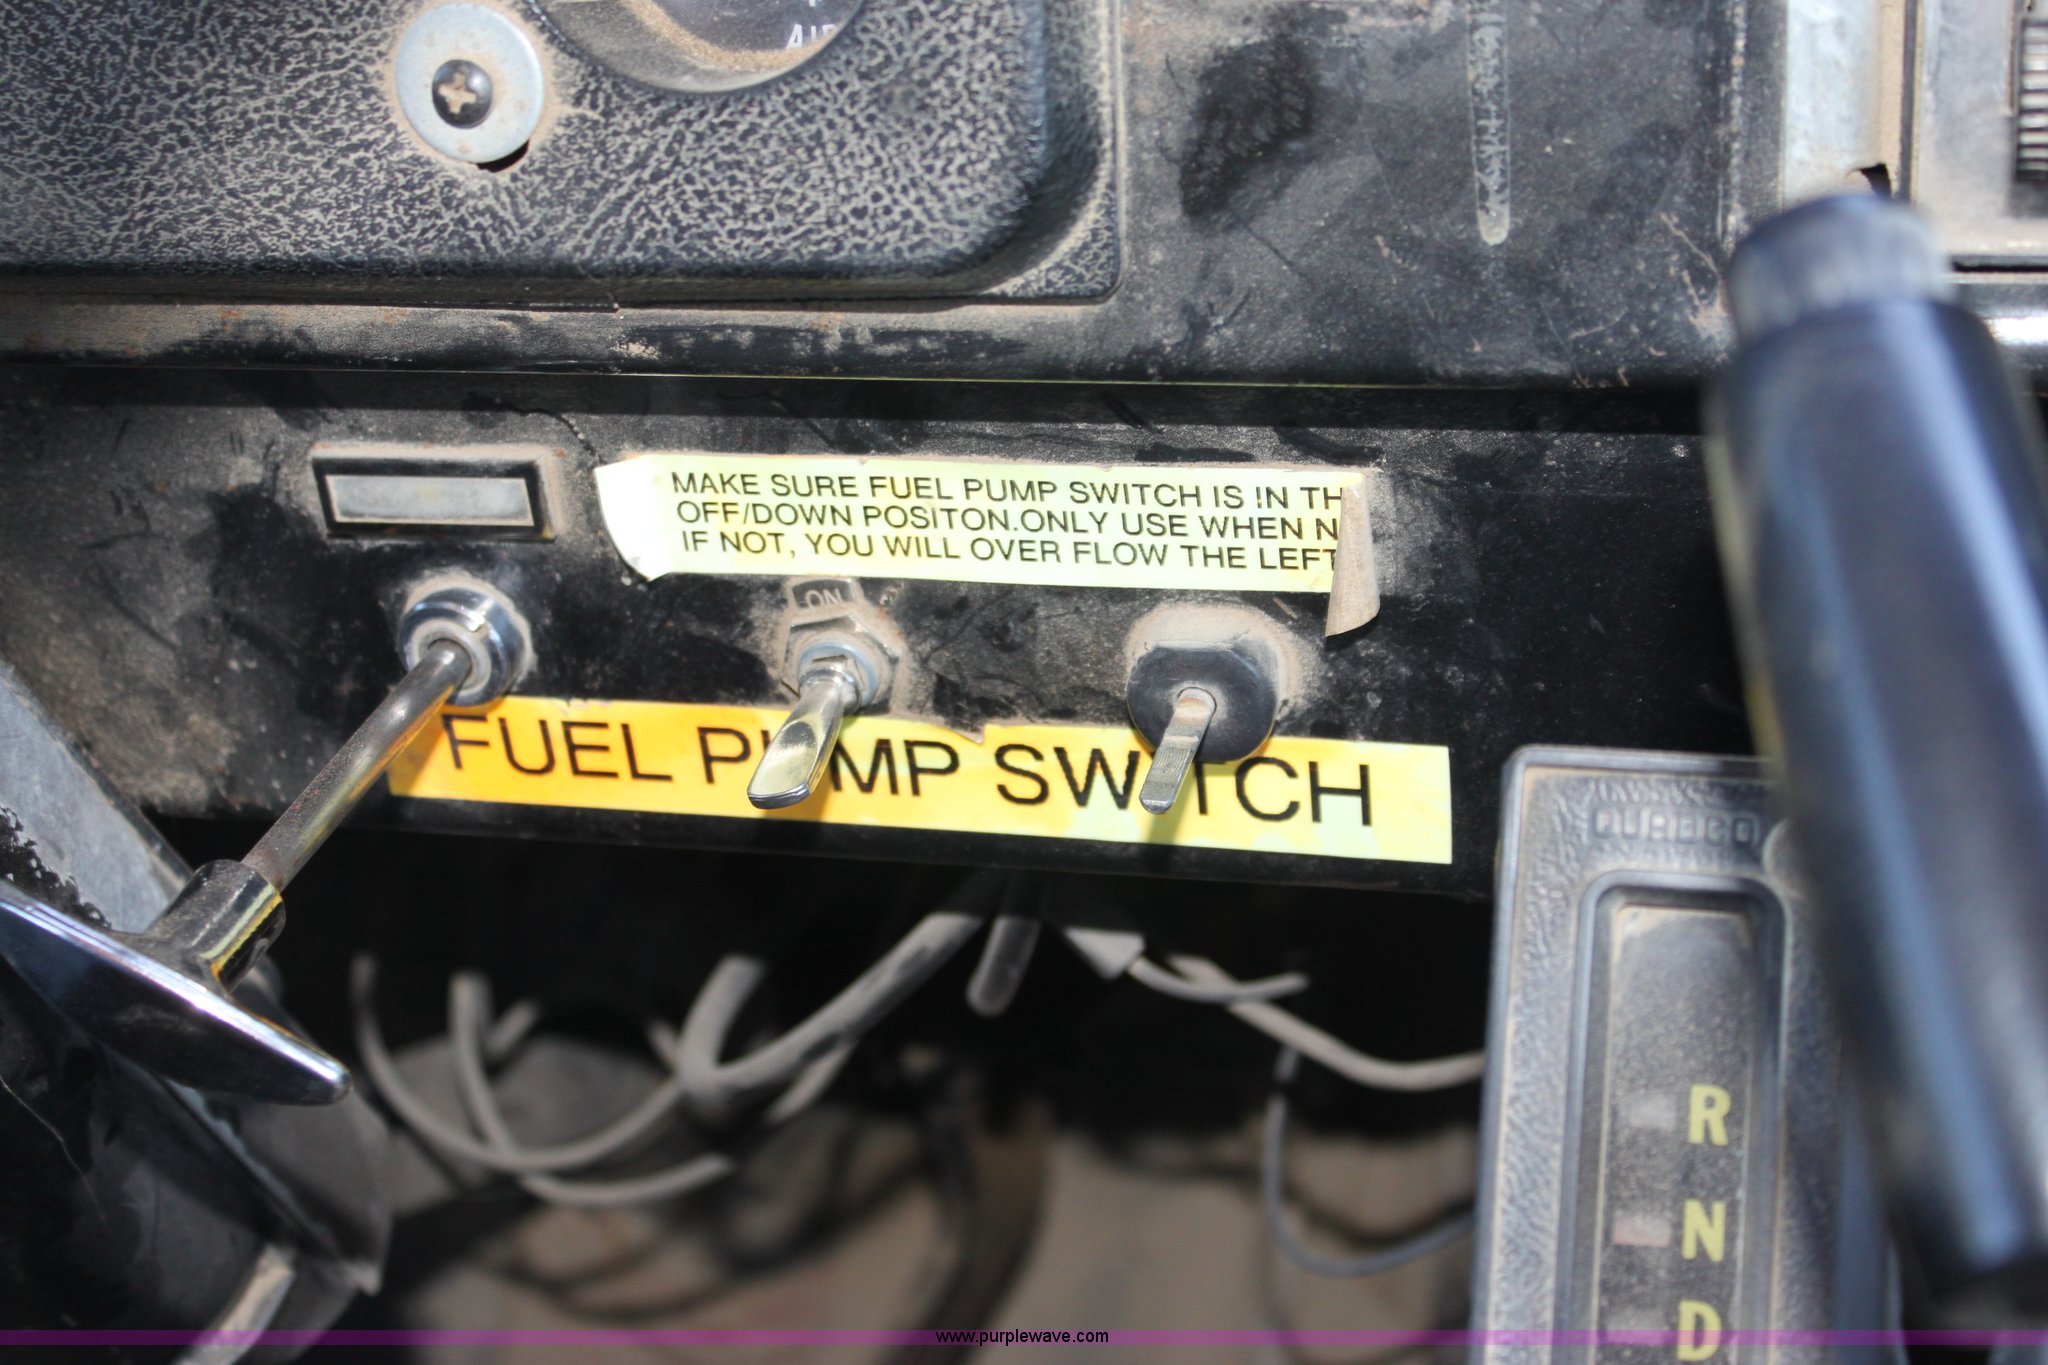 MAKE SURE FUEL PUMP SWITCH IS IN TH
OFF/DOWN POSITON.ONLY USE WHEN N
IF NOT, YOU WILL OVER FLOW THE LEFT
ON
FUEL PUMP SWITCH
R
N
D
www.purplewave.com